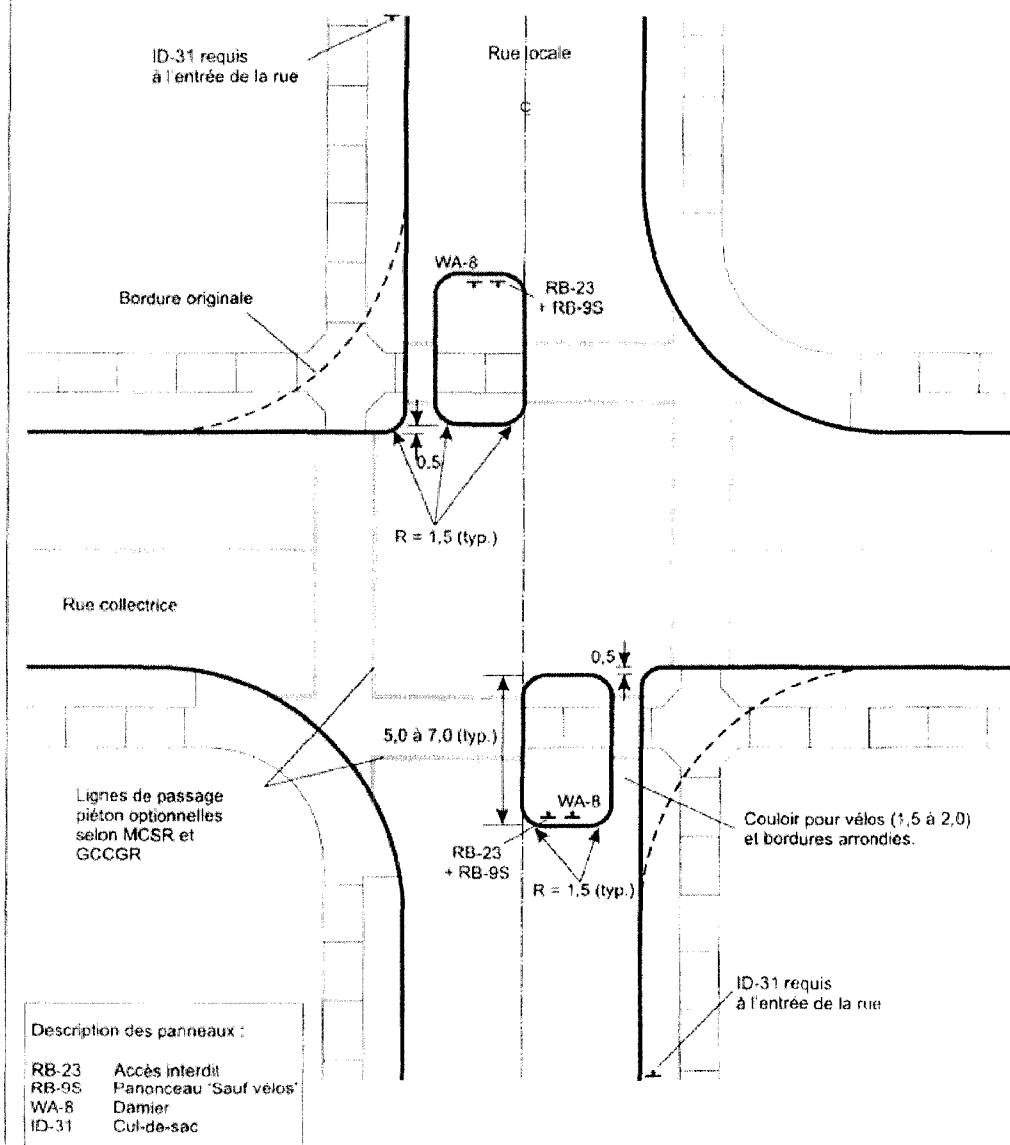 ID-31 requis
à l'entrée de la rue
Rue locale
C
WA-8
RB-23
+ RB-9S
Bordure originale
0.5
R = 1,5 (typ.)
Rue collectrice
0,5
5,0 à 7,0 (typ.)
WA-8
Lignes de passage
piéton optionnelles
selon MCSR et
GCCGR
RB-23
+ RB-9S
R = 1,5 (typ.)
Couloir pour vélos (1,5 à 2,0)
et bordures arrondies.
ID-31 requis
à l'entrée de la rue
Description des panneaux :
RB-23 Accès interdit
RB-9S Panonceau 'Sauf vélos'
WA-8 Damier
ID-31 Cul-de-sac